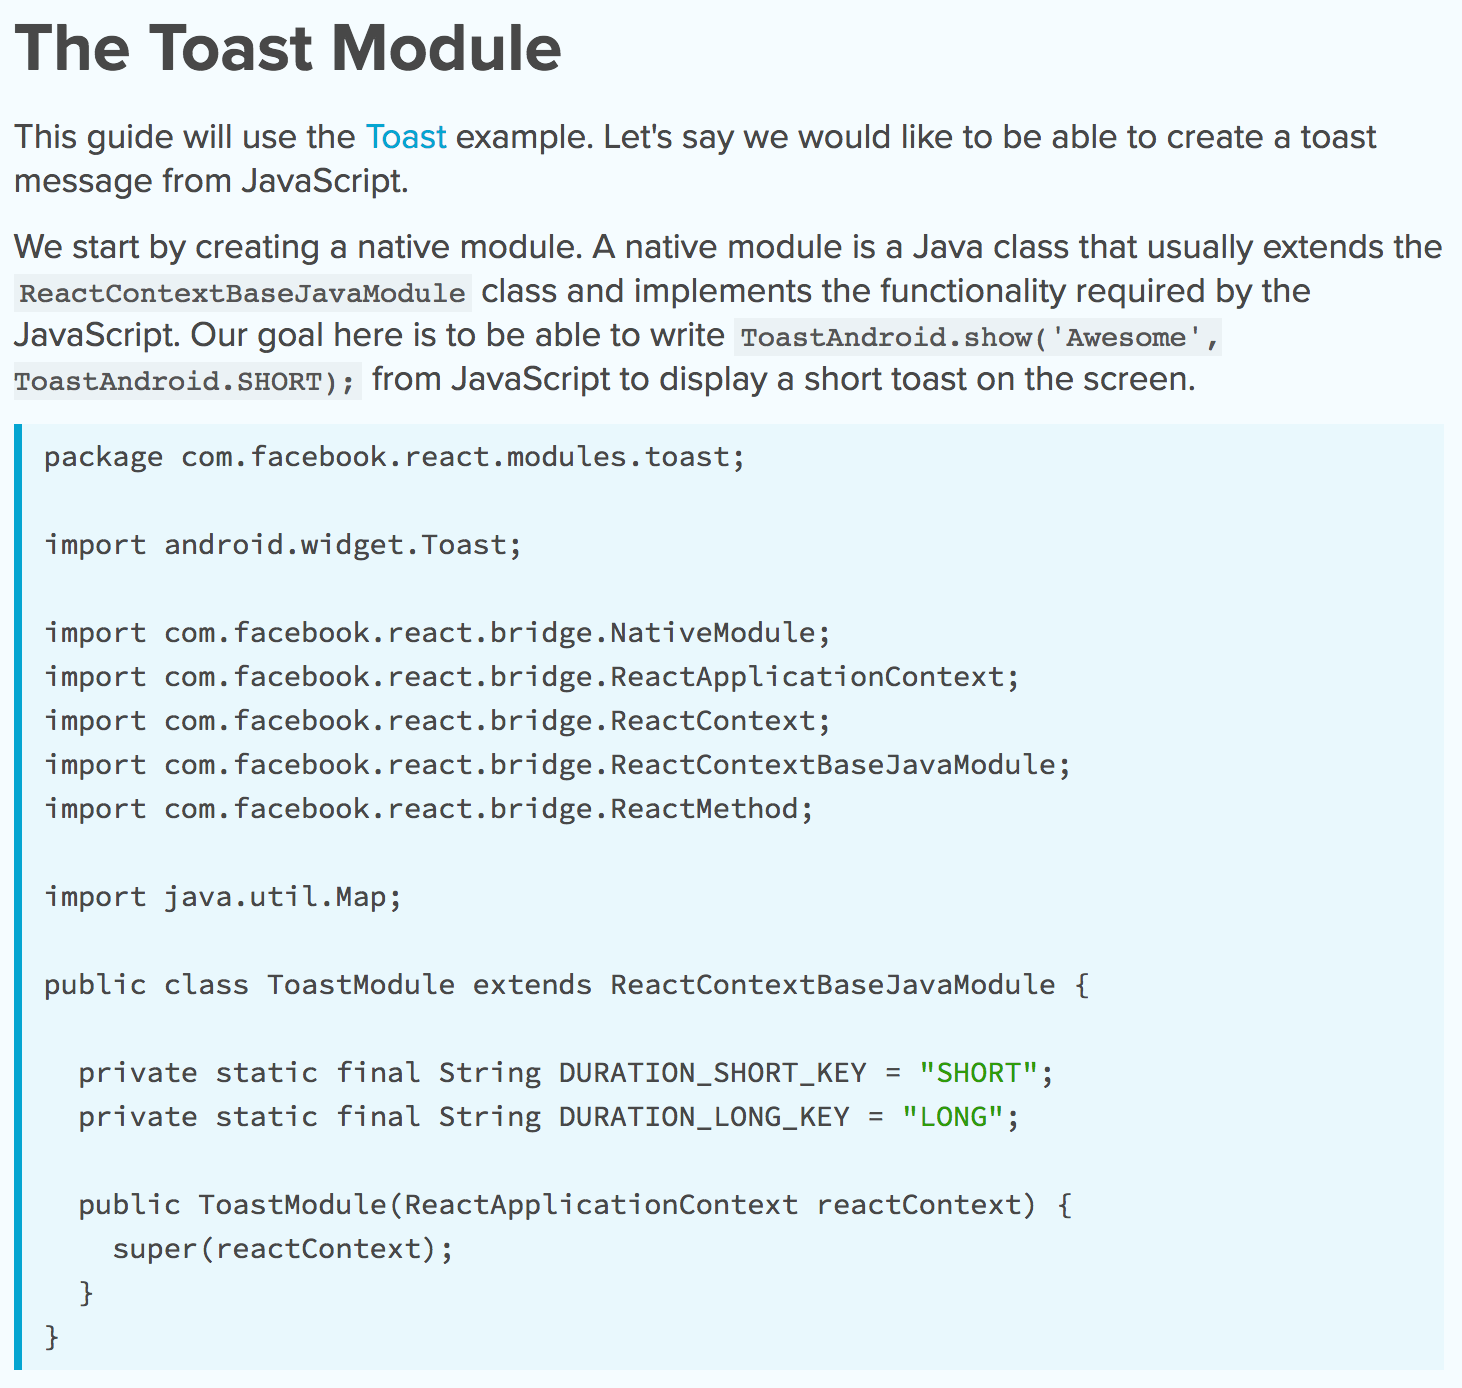 The Toast Module
This guide will use the Toast example. Let's say we would like to be able to create a toast
message from JavaScript.
We start by creating a native module. A native module is a Java class that usually extends the
ReactContextBaseJavaModule class and implements the functionality required by the
JavaScript. Our goal here is to be able to write ToastAndroid.show('Awesome',
ToastAndroid.SHORT); from JavaScript to display a short toast on the screen.
package com.facebook.react.modules.toast;
import android.widget.Toast;
import com.facebook.react.bridge.NativeModule;
import com.facebook.react.bridge.ReactApplicationContext;
import com.facebook.react.bridge.ReactContext;
import com.facebook.react.bridge.ReactContextBaseJavaModule;
import com.facebook.react.bridge.ReactMethod;
import java.util.Map;
public class ToastModule extends ReactContextBaseJavaModule {
  private static final String DURATION_SHORT_KEY = "SHORT";
  private static final String DURATION_LONG_KEY = "LONG";
  public ToastModule(ReactApplicationContext reactContext) {
    super(reactContext);
  }
}